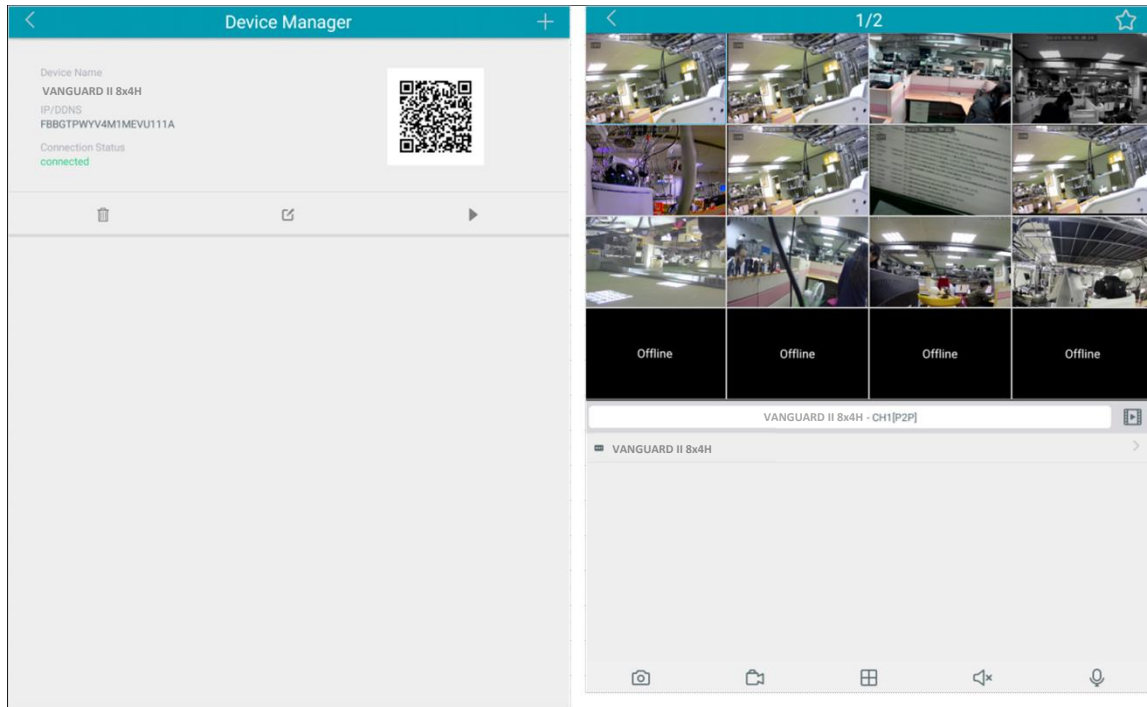 Device Manager
Device Name
VANGUARD II 8x4H
IP/DDNS
FBBGTPWYV4M1MEVU111A
Connection Status
connected
1/2
Offline
Offline
Offline
Offline
VANGUARD II 8x4H - CH1[P2P]
VANGUARD II 8x4H